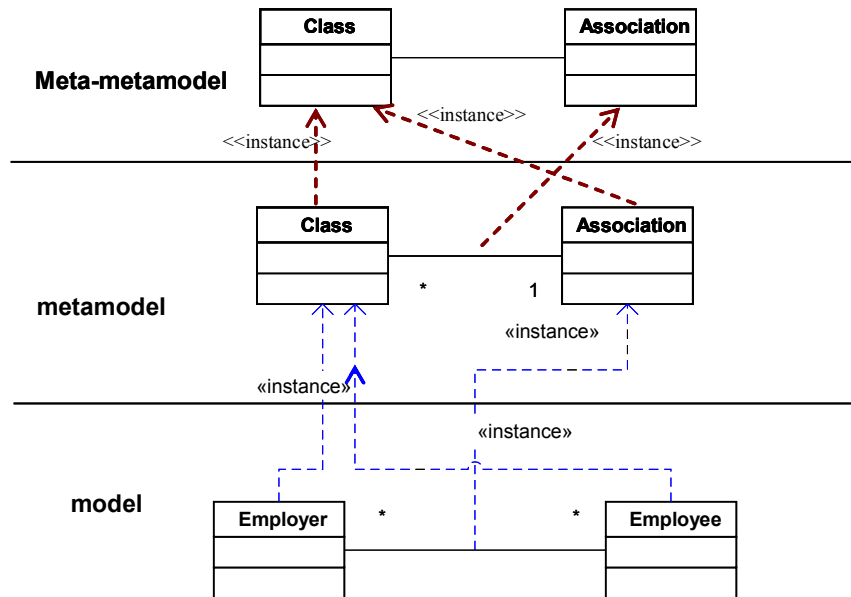 Class
Association
Meta-metamodel
<<instance>>
<<instance>>
<<instance>>
Class
Association
* 1
metamodel
«instance»
«instance»
«instance»
model
Employer
* *
Employee